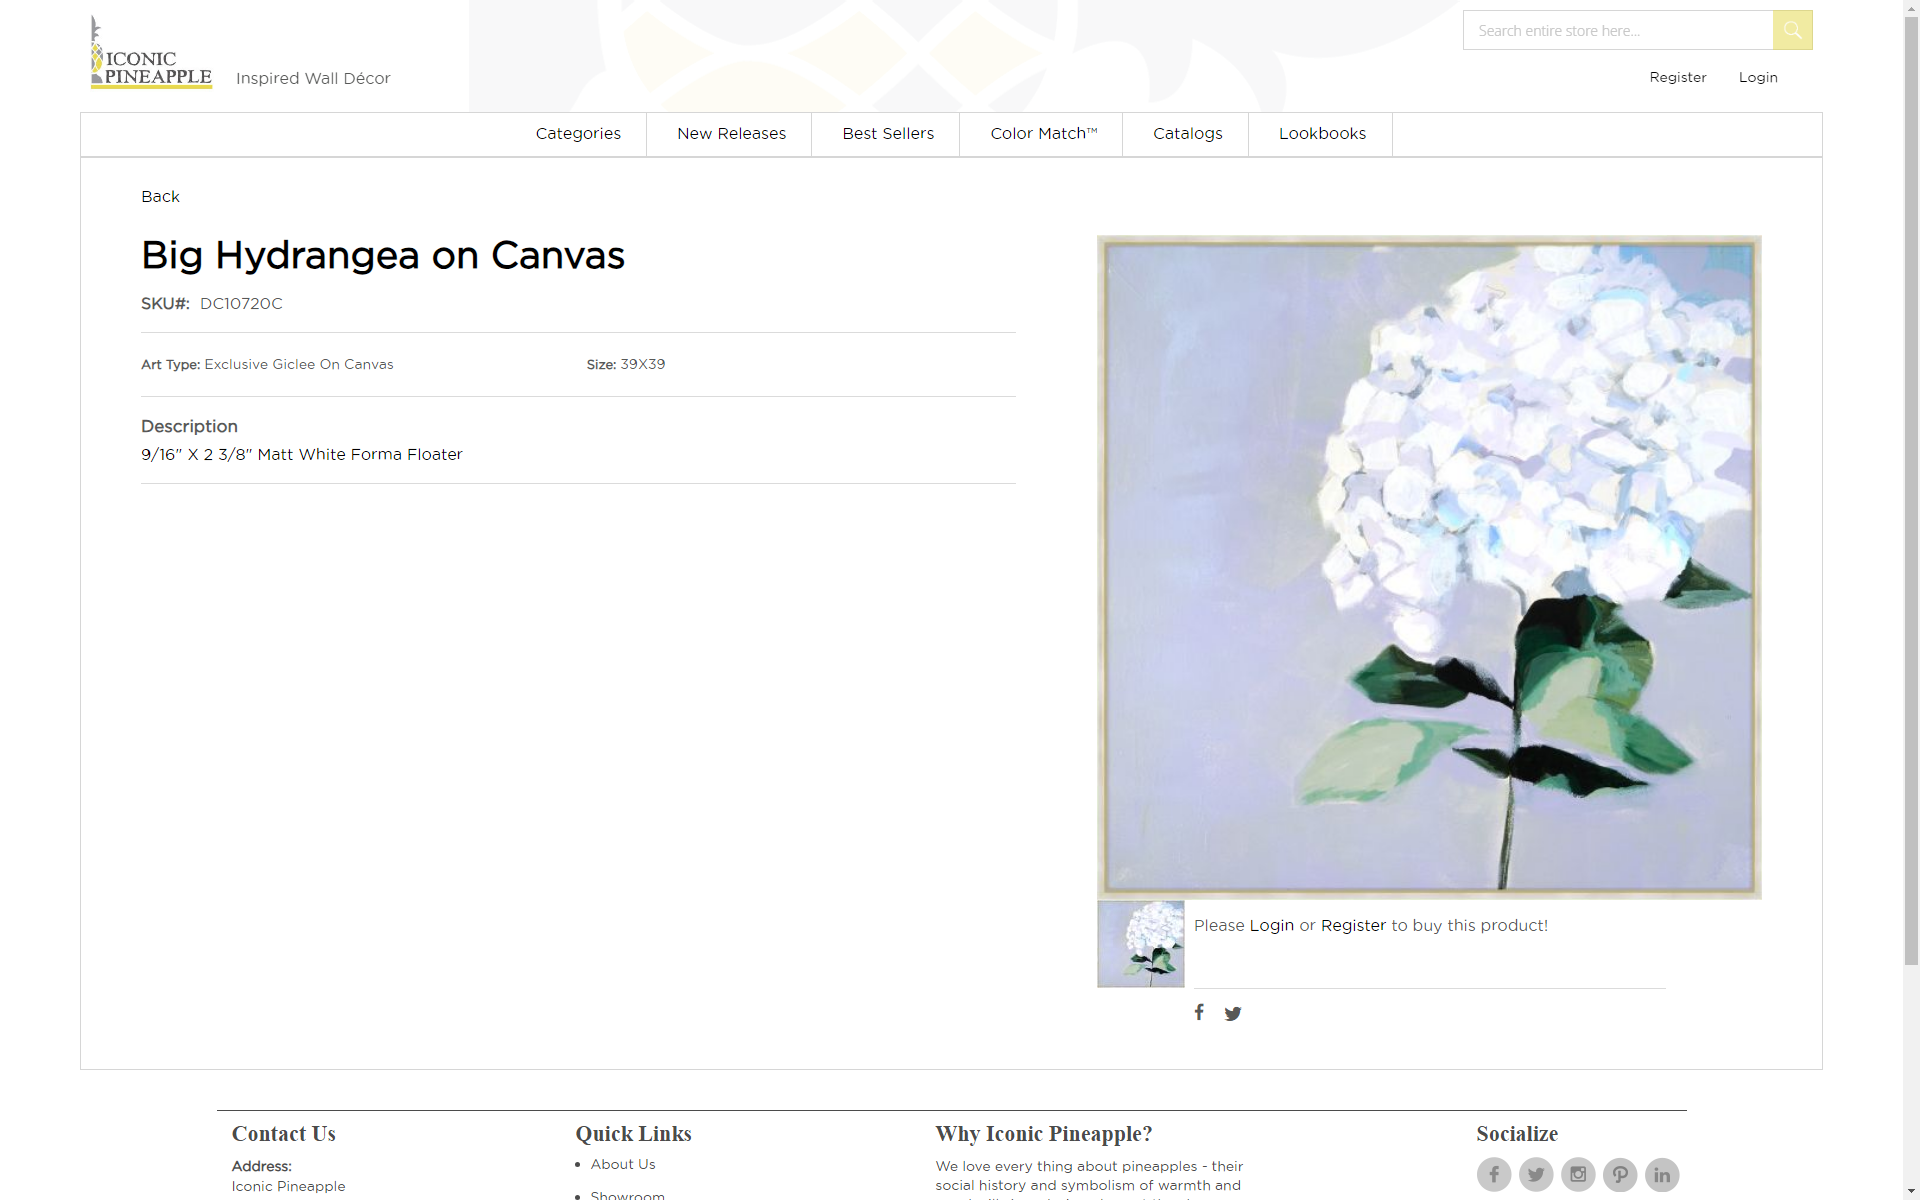 ICONIC
PINEAPPLE
Inspired Wall Décor
Search entire store here...
Register
Login
Categories
New Releases
Best Sellers
Color Match™
Catalogs
Lookbooks
Back
Big Hydrangea on Canvas
SKU#: DC10720C
Art Type: Exclusive Giclee On Canvas
Size: 39X39
Description
9/16" X 2 3/8" Matt White Forma Floater
Please Login or Register to buy this product!
Contact Us
Address:
Iconic Pineapple
Quick Links
About Us
Showroom
Why Iconic Pineapple?
We love every thing about pineapples - their
social history and symbolism of warmth and
Socialize